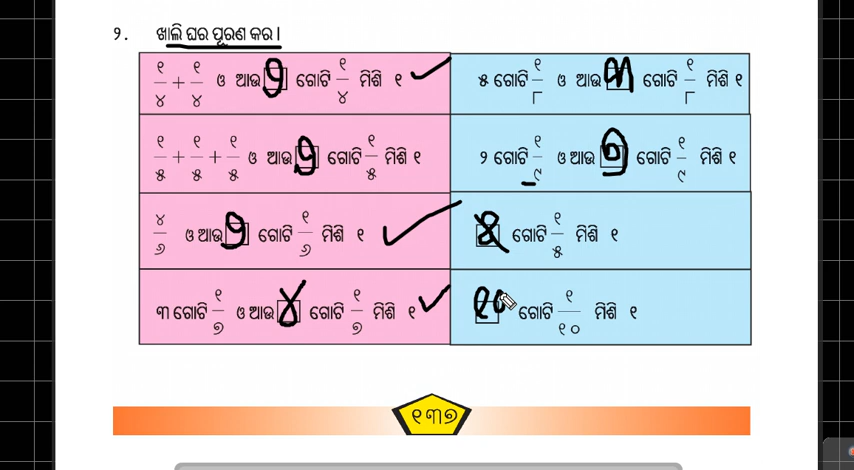 ୨. ଖାଲି ଘର ପୂରଣ କର।
୧/୪ + ୧/୪ ଓ ଆଉ ୨ ଗୋଟି ୧/୪ ମିଶି ୧
୫ ଗୋଟି ୧/୮ ଓ ଆଉ ୩ ଗୋଟି ୧/୮ ମିଶି ୧
୧/୫ + ୧/୫ + ୧/୫ ଓ ଆଉ ୨ ଗୋଟି ୧/୫ ମିଶି ୧
୨ ଗୋଟି ୧/୯ ଓ ଆଉ ୭ ଗୋଟି ୧/୯ ମିଶି ୧
୪/୬ ଓ ଆଉ ୨ ଗୋଟି ୧/୬ ମିଶି ୧
୫ ଗୋଟି ୧/୫ ମିଶି ୧
୩ ଗୋଟି ୧/୭ ଓ ଆଉ ୪ ଗୋଟି ୧/୭ ମିଶି ୧
୧୦ ଗୋଟି ୧/୧୦ ମିଶି ୧
୧୩୭